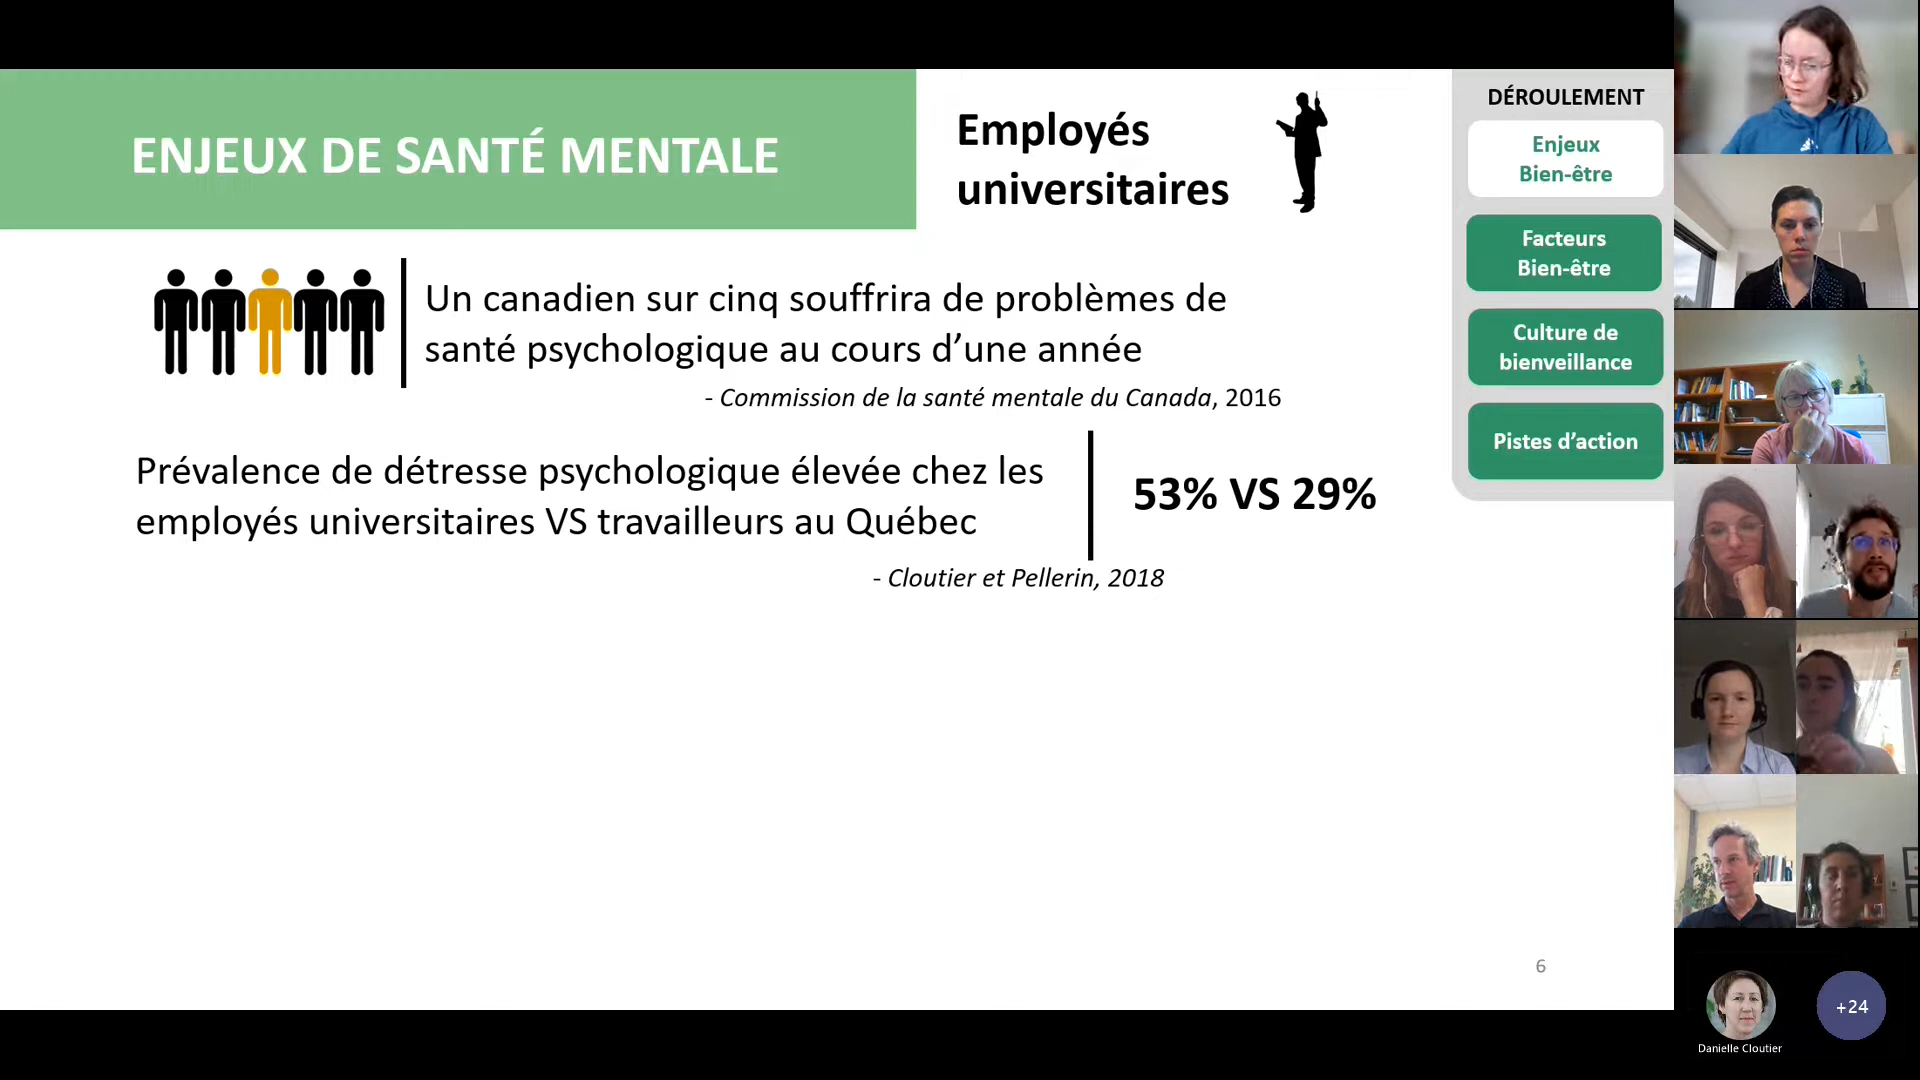 ENJEUX DE SANTÉ MENTALE
Employés
universitaires
Un canadien sur cinq souffrira de problèmes de
santé psychologique au cours d’une année
- Commission de la santé mentale du Canada, 2016
Prévalence de détresse psychologique élevée chez les
employés universitaires VS travailleurs au Québec
53% VS 29%
- Cloutier et Pellerin, 2018
6
DÉROULEMENT
Enjeux
Bien-être
Facteurs
Bien-être
Culture de
bienveillance
Pistes d’action
Danielle Cloutier
+24